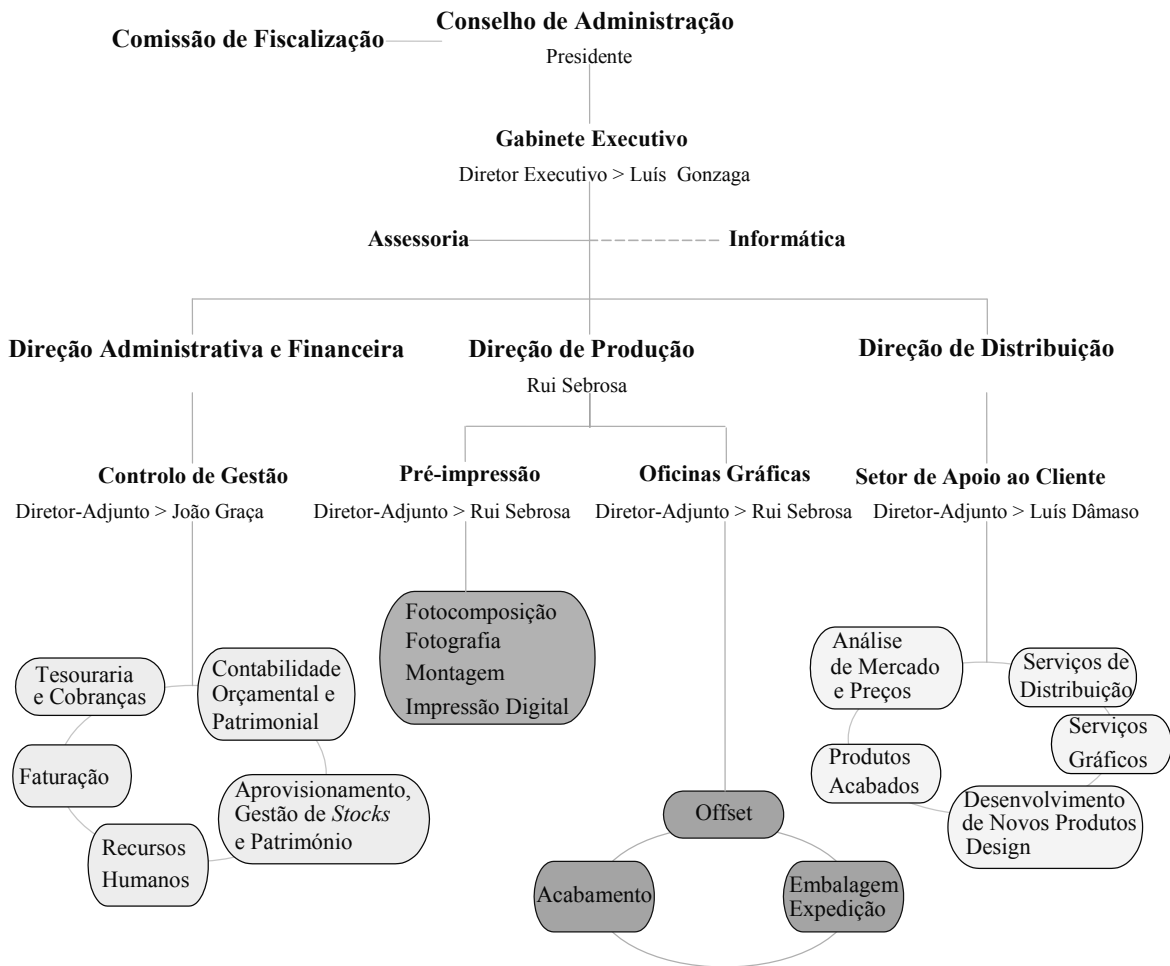 Conselho de Administração
Comissão de Fiscalização
Presidente
Gabinete Executivo
Diretor Executivo > Luís Gonzaga
Assessoria
Informática
Direção Administrativa e Financeira
Direção de Produção
Direção de Distribuição
Rui Sebrosa
Controlo de Gestão
Diretor-Adjunto > João Graça
Pré-impressão
Diretor-Adjunto > Rui Sebrosa
Oficinas Gráficas
Diretor-Adjunto > Rui Sebrosa
Setor de Apoio ao Cliente
Diretor-Adjunto > Luís Dâmaso
Tesouraria
e Cobranças
Contabilidade
Orçamental e
Patrimonial
Faturação
Aprovisionamento,
Gestão de Stocks
e Património
Recursos
Humanos
Fotocomposição
Fotografia
Montagem
Impressão Digital
Offset
Acabamento
Embalagem
Expedição
Análise
de Mercado
e Preços
Serviços de
Distribuição
Serviços
Gráficos
Produtos
Acabados
Desenvolvimento
de Novos Produtos
Design